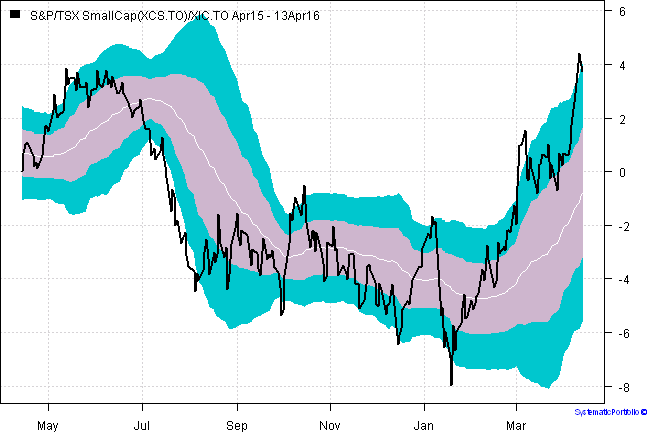 S&P/TSX SmallCap(XCS.TO)/XIC.TO Apr15 - 13Apr16
6
4
2
0
-2
-4
-6
-8
May Jul Sep Nov Jan Mar
SystematicPortfolio ©